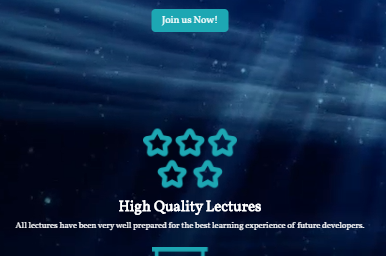 Join us Now!
High Quality Lectures
All lectures have been very well prepared for the best learning experience of future developers.